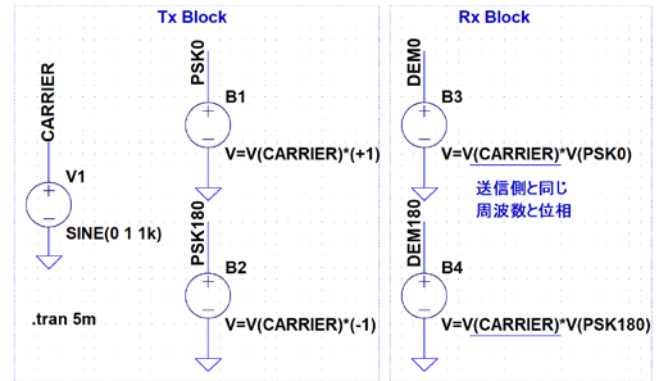 Tx Block
Rx Block
CARRIER
V1
SINE(0 1 1k)
.tran 5m
PSK0
B1
V=V(CARRIER)*(+1)
PSK180
B2
V=V(CARRIER)*(-1)
DEM0
B3
V=V(CARRIER)*V(PSK0)
送信側と同じ
周波数と位相
DEM180
B4
V=V(CARRIER)*V(PSK180)